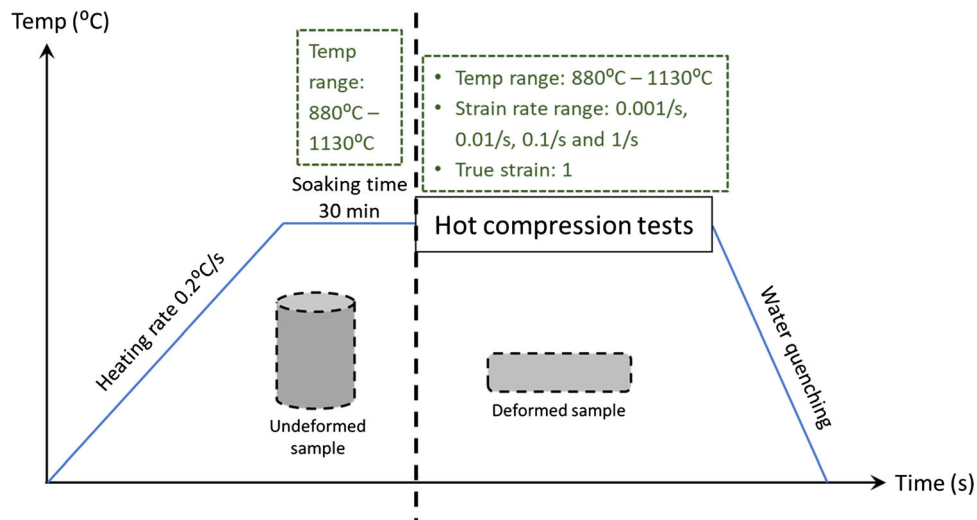 Temp (⁰C)
Temp
range:
880⁰C –
1130⁰C
• Temp range: 880⁰C – 1130⁰C
• Strain rate range: 0.001/s,
0.01/s, 0.1/s and 1/s
• True strain: 1
Soaking time
30 min
Hot compression tests
Heating rate 0.2⁰C/s
Water quenching
Undeformed
sample
Deformed sample
Time (s)